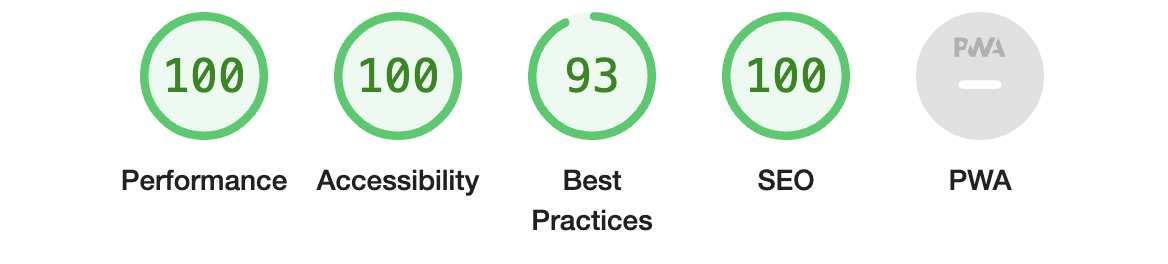 100
100
93
100
PWA
Performance
Accessibility
Best
Practices
SEO
PWA